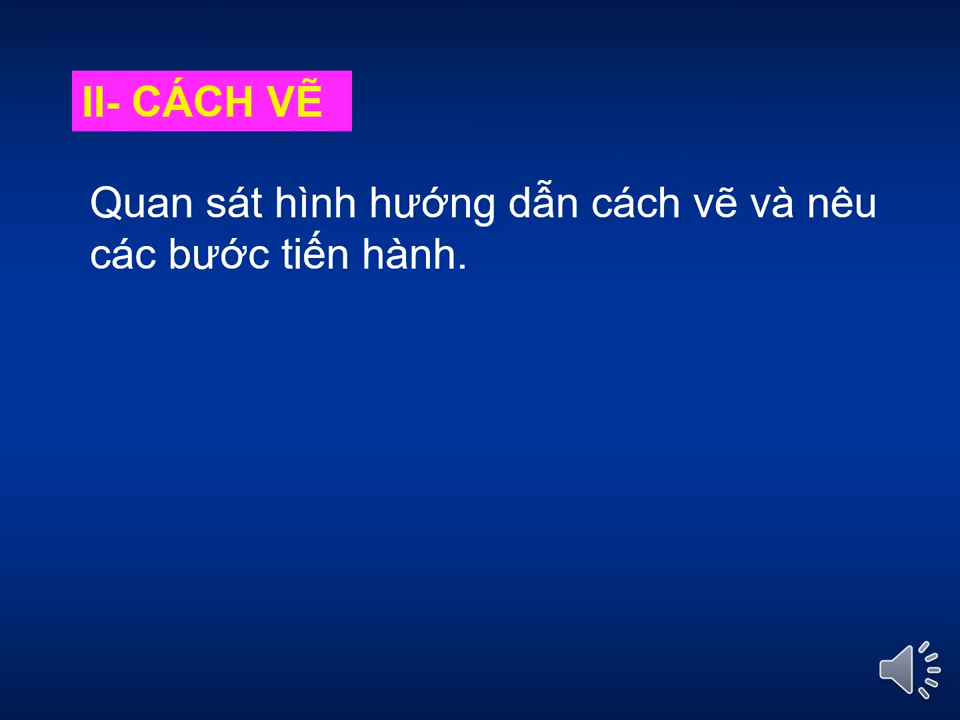 II- CÁCH VẼ
Quan sát hình hướng dẫn cách vẽ và nêu
các bước tiến hành.